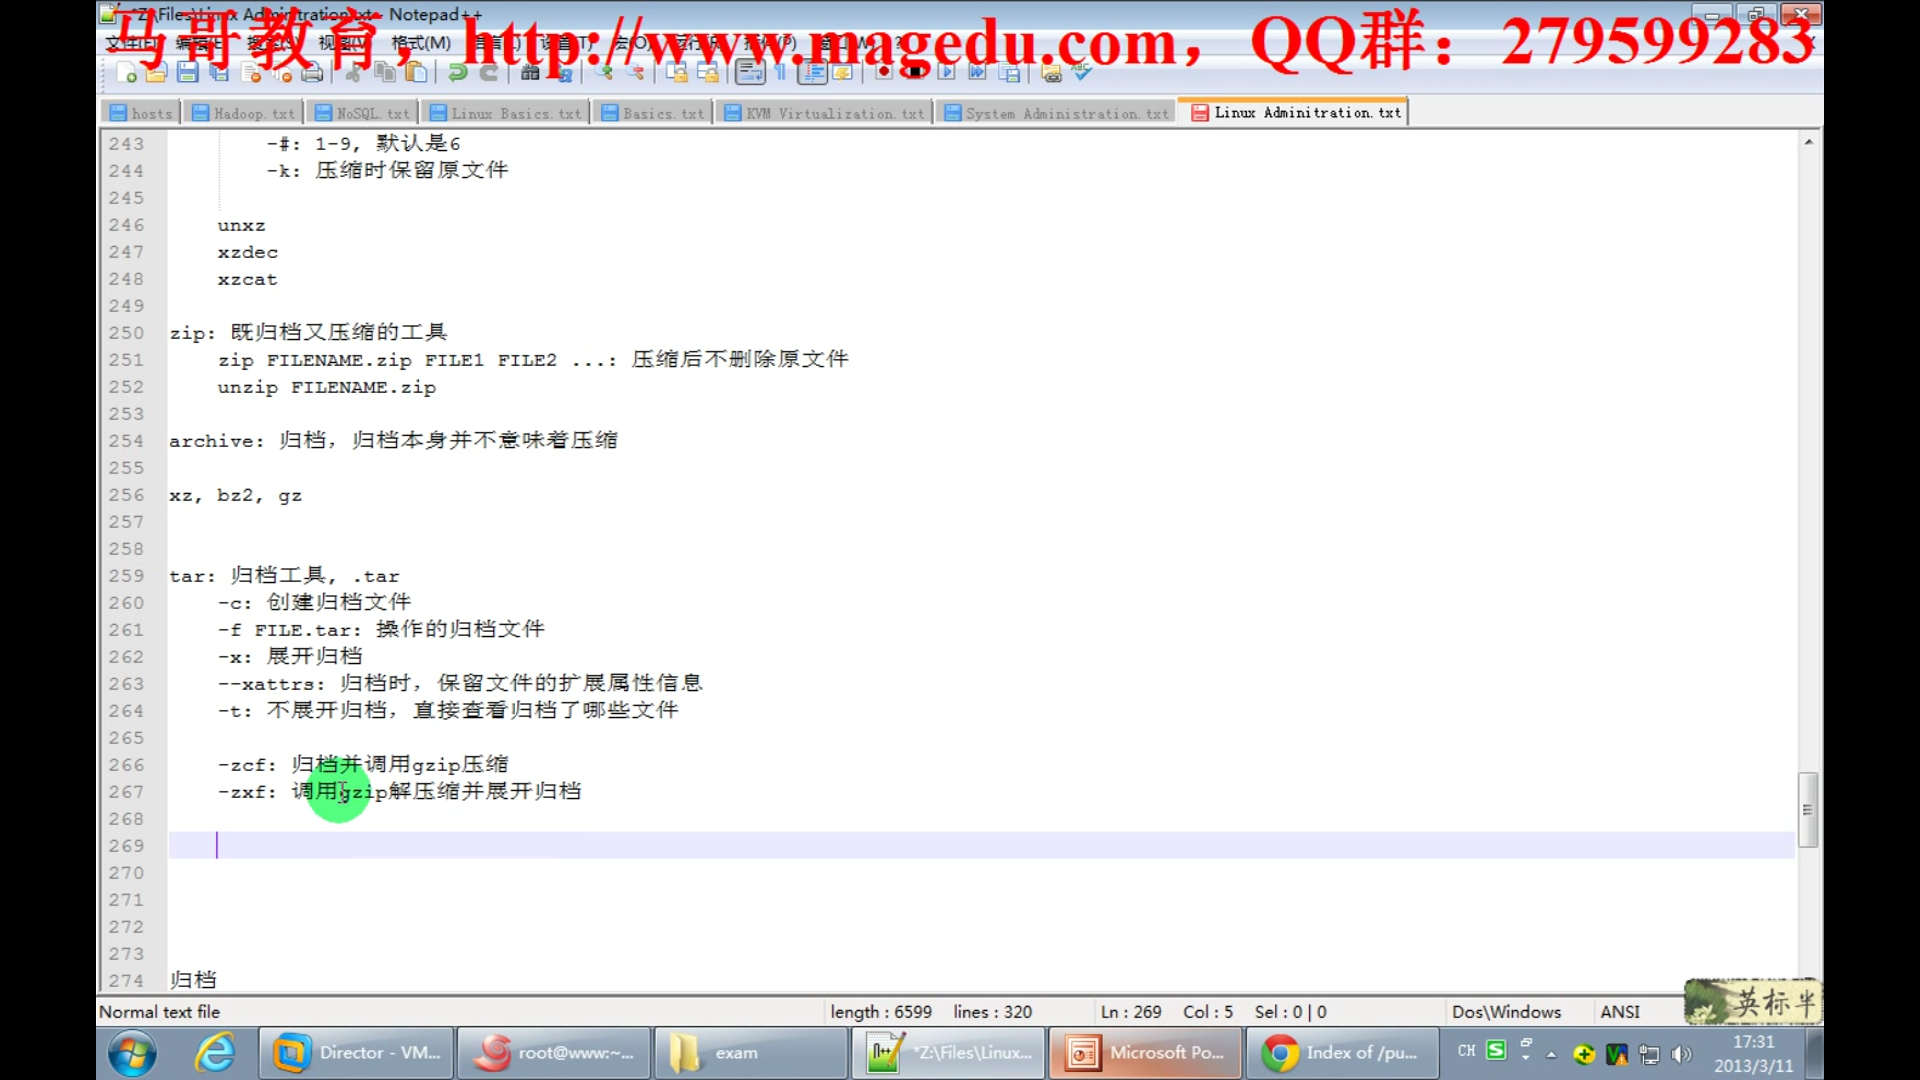 *Z:\Files\Linux Adminitration.txt - Notepad++
马哥教育，http://www.magedu.com，QQ群：279599283
hosts Hadoop.txt NoSQL.txt Linux Basics.txt Basics.txt KVM Virtualization.txt System Administration.txt Linux Adminitration.txt
243 -#: 1-9, 默认是6
244 -k: 压缩时保留原文件
245
246 unxz
247 xzdec
248 xzcat
249
250 zip: 既归档又压缩的工具
251 zip FILENAME.zip FILE1 FILE2 ...: 压缩后不删除原文件
252 unzip FILENAME.zip
253
254 archive: 归档，归档本身并不意味着压缩
255
256 xz, bz2, gz
257
258
259 tar: 归档工具, .tar
260 -c: 创建归档文件
261 -f FILE.tar: 操作的归档文件
262 -x: 展开归档
263 --xattrs: 归档时，保留文件的扩展属性信息
264 -t: 不展开归档，直接查看归档了哪些文件
265
266 -zcf: 归档并调用gzip压缩
267 -zxf: 调用gzip解压缩并展开归档
268
269
270
271
272
273
274 归档
Normal text file length : 6599 lines : 320 Ln : 269 Col : 5 Sel : 0 | 0 Dos\Windows ANSI
英标半
Director - VM... root@www:~... exam *Z:\Files\Linux... Microsoft Po... Index of /pu... CH 17:31
2013/3/11